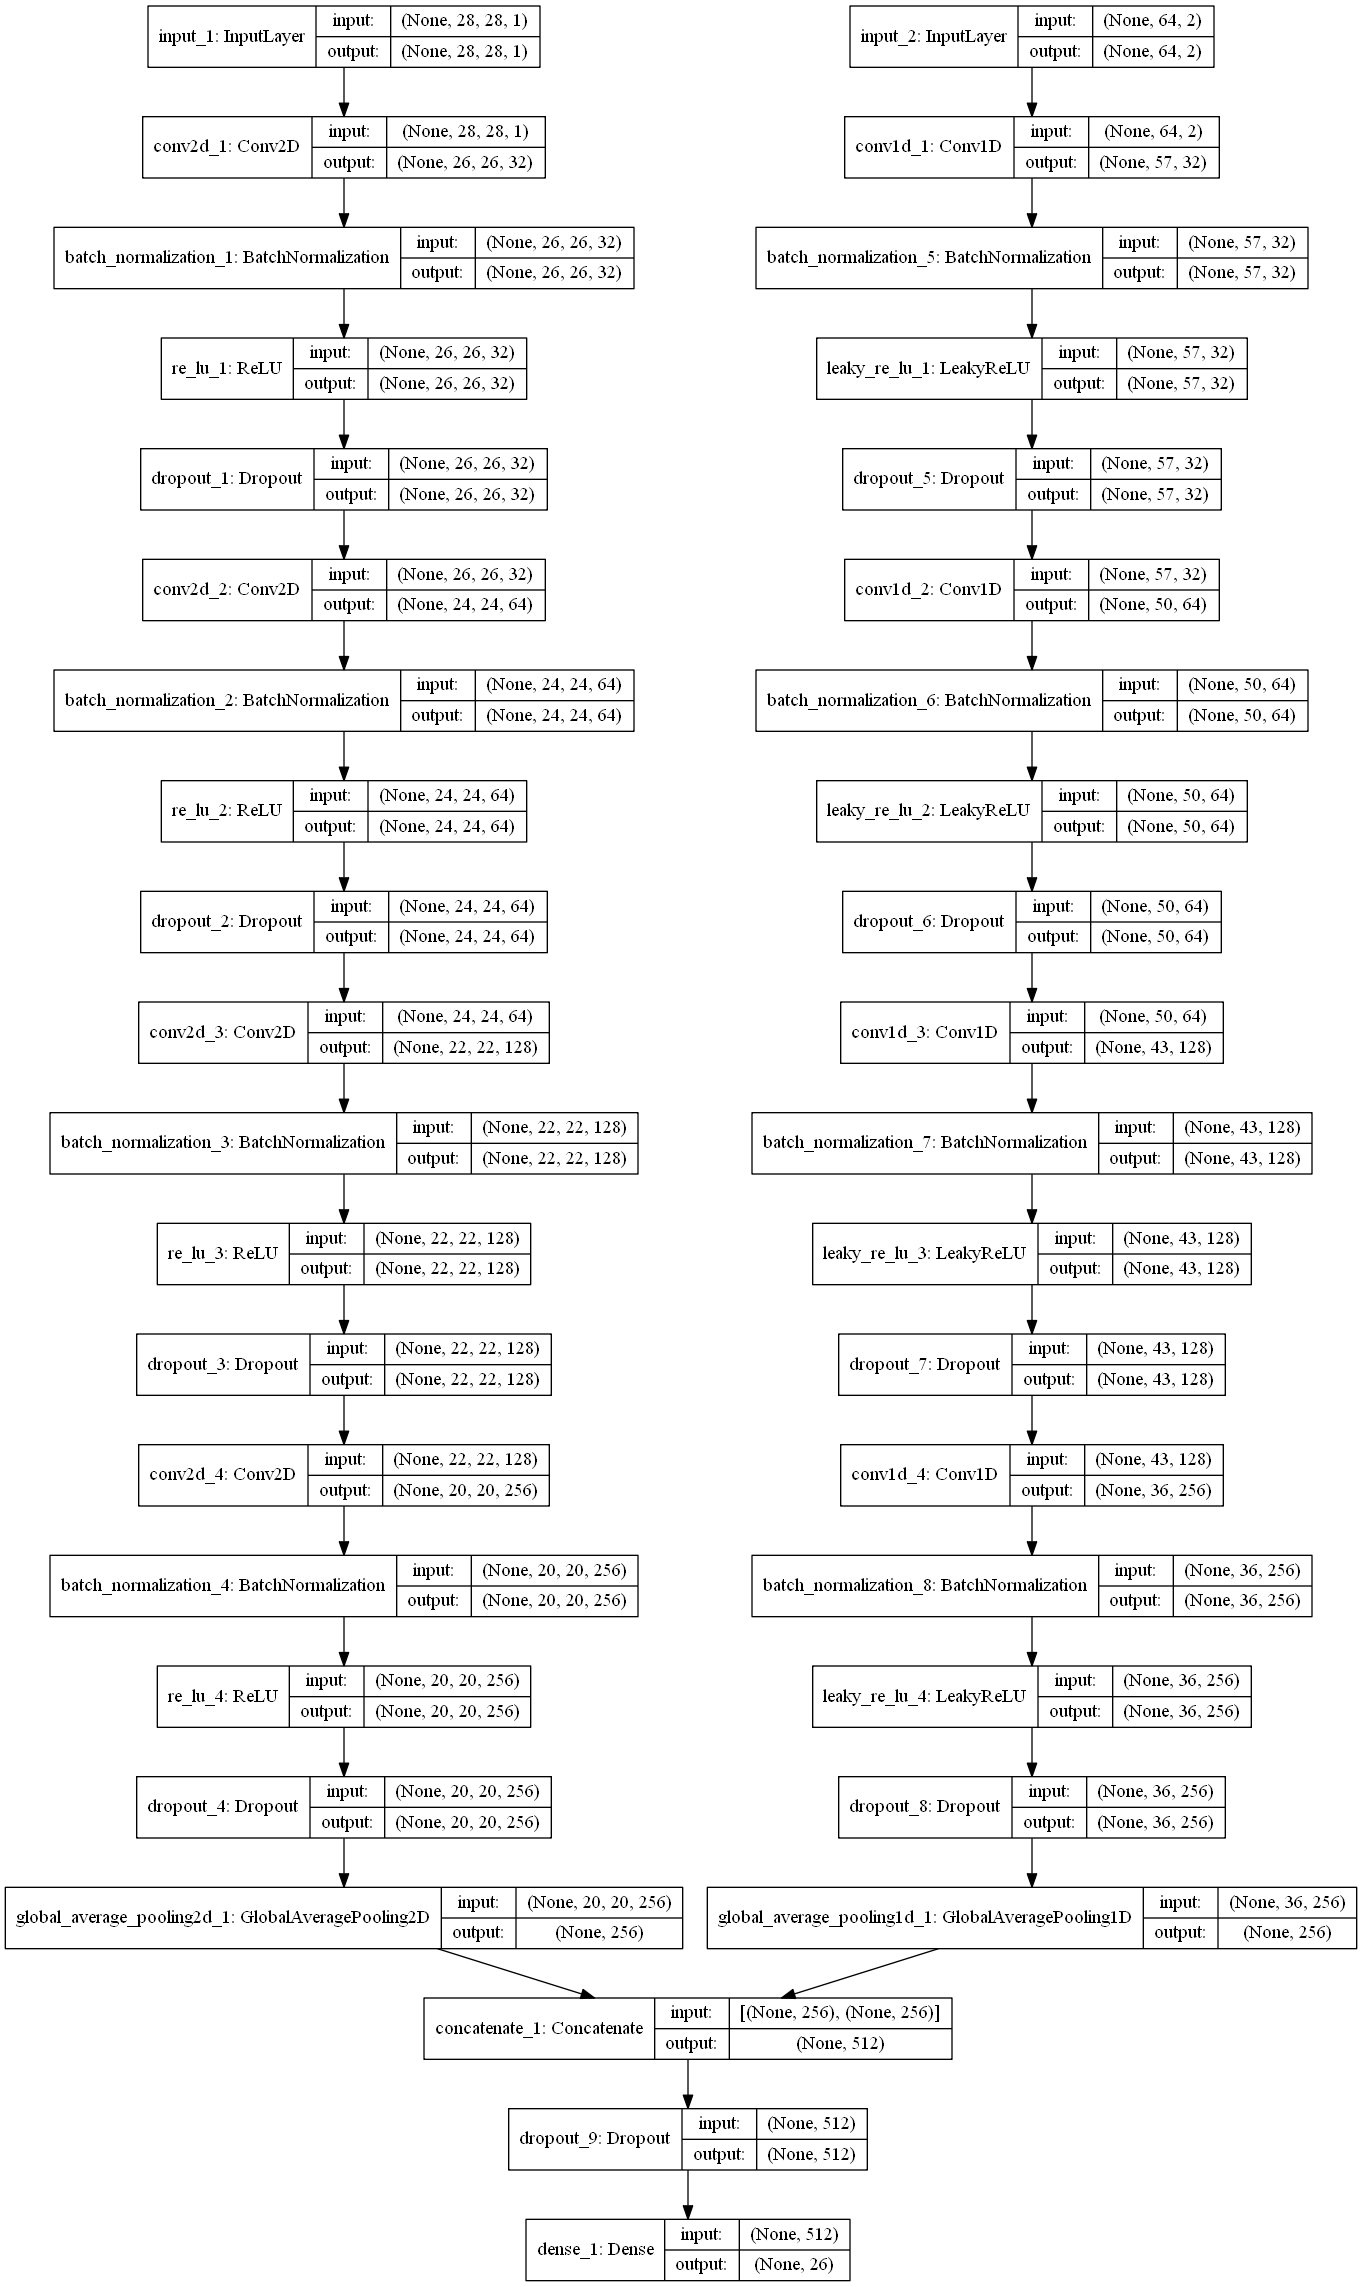 input_1: InputLayer
input: (None, 28, 28, 1)
output: (None, 28, 28, 1)
conv2d_1: Conv2D
input: (None, 28, 28, 1)
output: (None, 26, 26, 32)
batch_normalization_1: BatchNormalization
input: (None, 26, 26, 32)
output: (None, 26, 26, 32)
re_lu_1: ReLU
input: (None, 26, 26, 32)
output: (None, 26, 26, 32)
dropout_1: Dropout
input: (None, 26, 26, 32)
output: (None, 26, 26, 32)
conv2d_2: Conv2D
input: (None, 26, 26, 32)
output: (None, 24, 24, 64)
batch_normalization_2: BatchNormalization
input: (None, 24, 24, 64)
output: (None, 24, 24, 64)
re_lu_2: ReLU
input: (None, 24, 24, 64)
output: (None, 24, 24, 64)
dropout_2: Dropout
input: (None, 24, 24, 64)
output: (None, 24, 24, 64)
conv2d_3: Conv2D
input: (None, 24, 24, 64)
output: (None, 22, 22, 128)
batch_normalization_3: BatchNormalization
input: (None, 22, 22, 128)
output: (None, 22, 22, 128)
re_lu_3: ReLU
input: (None, 22, 22, 128)
output: (None, 22, 22, 128)
dropout_3: Dropout
input: (None, 22, 22, 128)
output: (None, 22, 22, 128)
conv2d_4: Conv2D
input: (None, 22, 22, 128)
output: (None, 20, 20, 256)
batch_normalization_4: BatchNormalization
input: (None, 20, 20, 256)
output: (None, 20, 20, 256)
re_lu_4: ReLU
input: (None, 20, 20, 256)
output: (None, 20, 20, 256)
dropout_4: Dropout
input: (None, 20, 20, 256)
output: (None, 20, 20, 256)
global_average_pooling2d_1: GlobalAveragePooling2D
input: (None, 20, 20, 256)
output: (None, 256)
input_2: InputLayer
input: (None, 64, 2)
output: (None, 64, 2)
conv1d_1: Conv1D
input: (None, 64, 2)
output: (None, 57, 32)
batch_normalization_5: BatchNormalization
input: (None, 57, 32)
output: (None, 57, 32)
leaky_re_lu_1: LeakyReLU
input: (None, 57, 32)
output: (None, 57, 32)
dropout_5: Dropout
input: (None, 57, 32)
output: (None, 57, 32)
conv1d_2: Conv1D
input: (None, 57, 32)
output: (None, 50, 64)
batch_normalization_6: BatchNormalization
input: (None, 50, 64)
output: (None, 50, 64)
leaky_re_lu_2: LeakyReLU
input: (None, 50, 64)
output: (None, 50, 64)
dropout_6: Dropout
input: (None, 50, 64)
output: (None, 50, 64)
conv1d_3: Conv1D
input: (None, 50, 64)
output: (None, 43, 128)
batch_normalization_7: BatchNormalization
input: (None, 43, 128)
output: (None, 43, 128)
leaky_re_lu_3: LeakyReLU
input: (None, 43, 128)
output: (None, 43, 128)
dropout_7: Dropout
input: (None, 43, 128)
output: (None, 43, 128)
conv1d_4: Conv1D
input: (None, 43, 128)
output: (None, 36, 256)
batch_normalization_8: BatchNormalization
input: (None, 36, 256)
output: (None, 36, 256)
leaky_re_lu_4: LeakyReLU
input: (None, 36, 256)
output: (None, 36, 256)
dropout_8: Dropout
input: (None, 36, 256)
output: (None, 36, 256)
global_average_pooling1d_1: GlobalAveragePooling1D
input: (None, 36, 256)
output: (None, 256)
concatenate_1: Concatenate
input: [(None, 256), (None, 256)]
output: (None, 512)
dropout_9: Dropout
input: (None, 512)
output: (None, 512)
dense_1: Dense
input: (None, 512)
output: (None, 26)